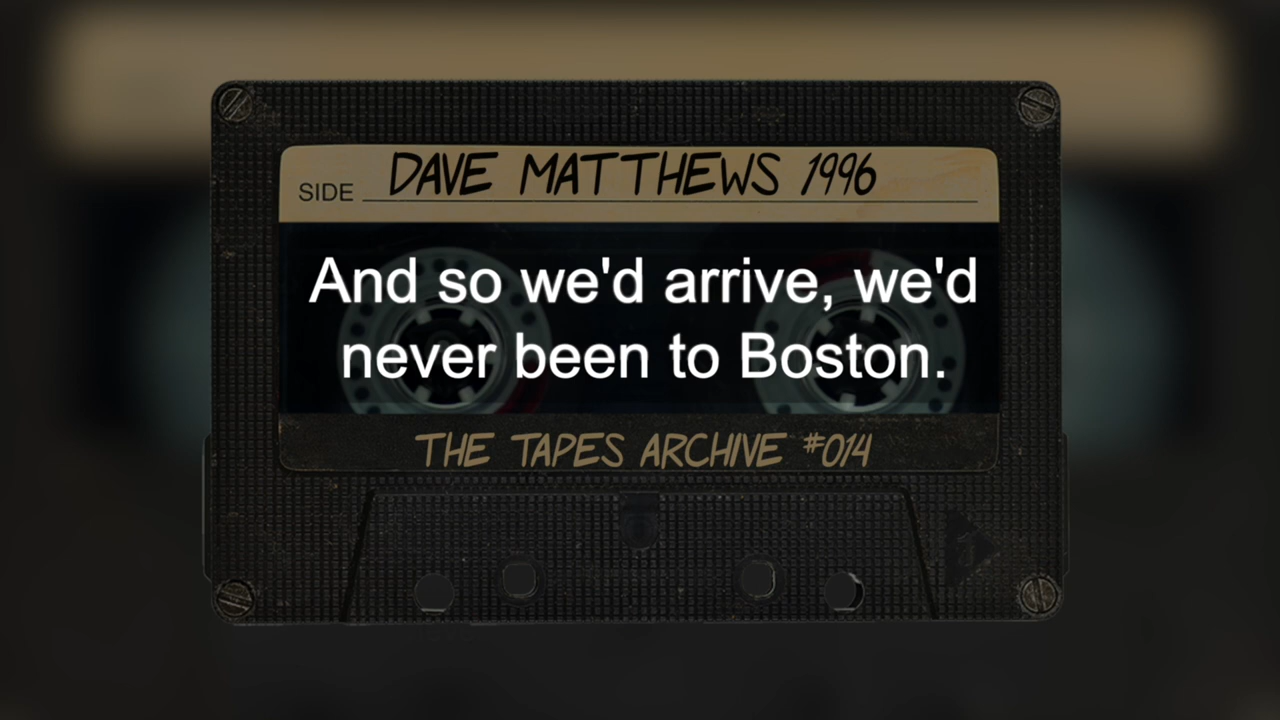 DAVE MATTHEWS 1996
SIDE
And so we'd arrive, we'd
never been to Boston.
THE TAPES ARCHIVE #014